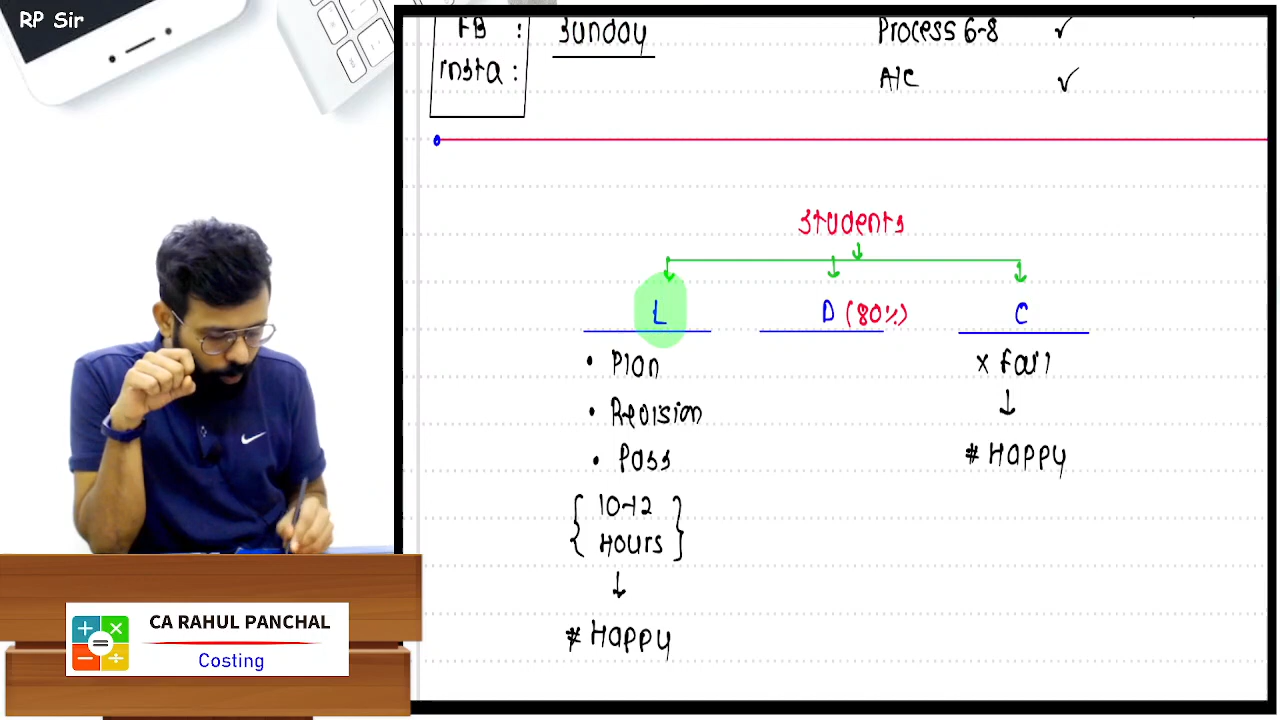 RP Sir
FB :
Insta :
Sunday
Process 6-8 ✓
A/C ✓
Students
L
D (80%)
C
• Plan
• Revision
• Pass
{ 10-12
Hours }
↓
# Happy
x fail
↓
# Happy
CA RAHUL PANCHAL
Costing